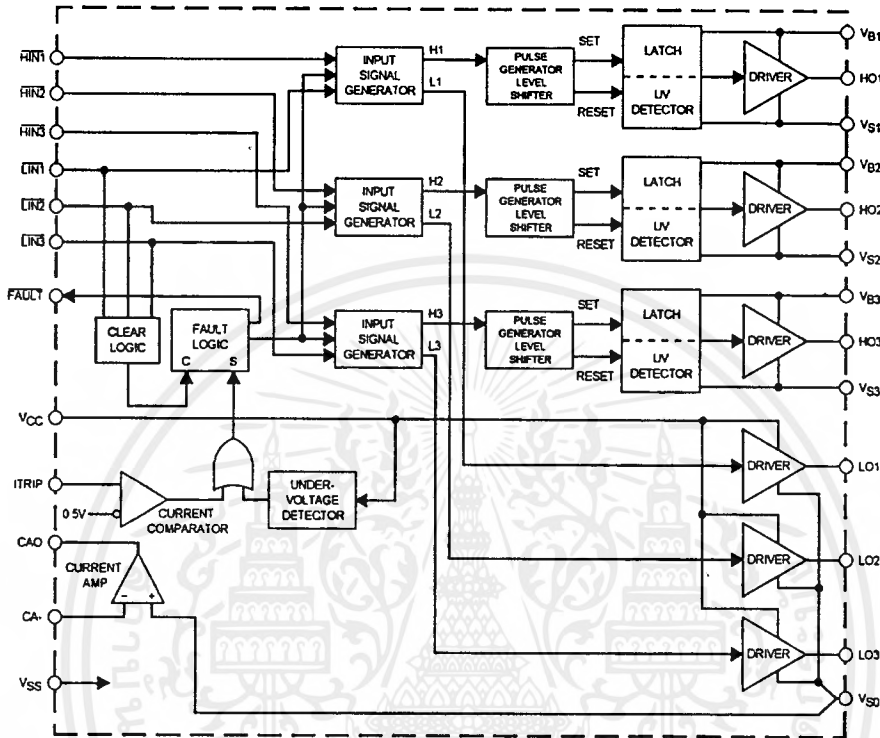 HIN1
HIN2
HIN3
LIN1
LIN2
LIN3
FAULT
VCC
ITRIP
0 5V
CAO
CA-
VSS
CLEAR LOGIC
FAULT LOGIC
C S
CURRENT COMPARATOR
UNDER-VOLTAGE DETECTOR
CURRENT AMP
- +
INPUT SIGNAL GENERATOR
H1
L1
PULSE GENERATOR LEVEL SHIFTER
SET
RESET
LATCH
UV DETECTOR
DRIVER
VB1
HO1
VS1
INPUT SIGNAL GENERATOR
H2
L2
PULSE GENERATOR LEVEL SHIFTER
SET
RESET
LATCH
UV DETECTOR
DRIVER
VB2
HO2
VS2
INPUT SIGNAL GENERATOR
H3
L3
PULSE GENERATOR LEVEL SHIFTER
SET
RESET
LATCH
UV DETECTOR
DRIVER
VB3
HO3
VS3
DRIVER
LO1
DRIVER
LO2
DRIVER
LO3
VS0